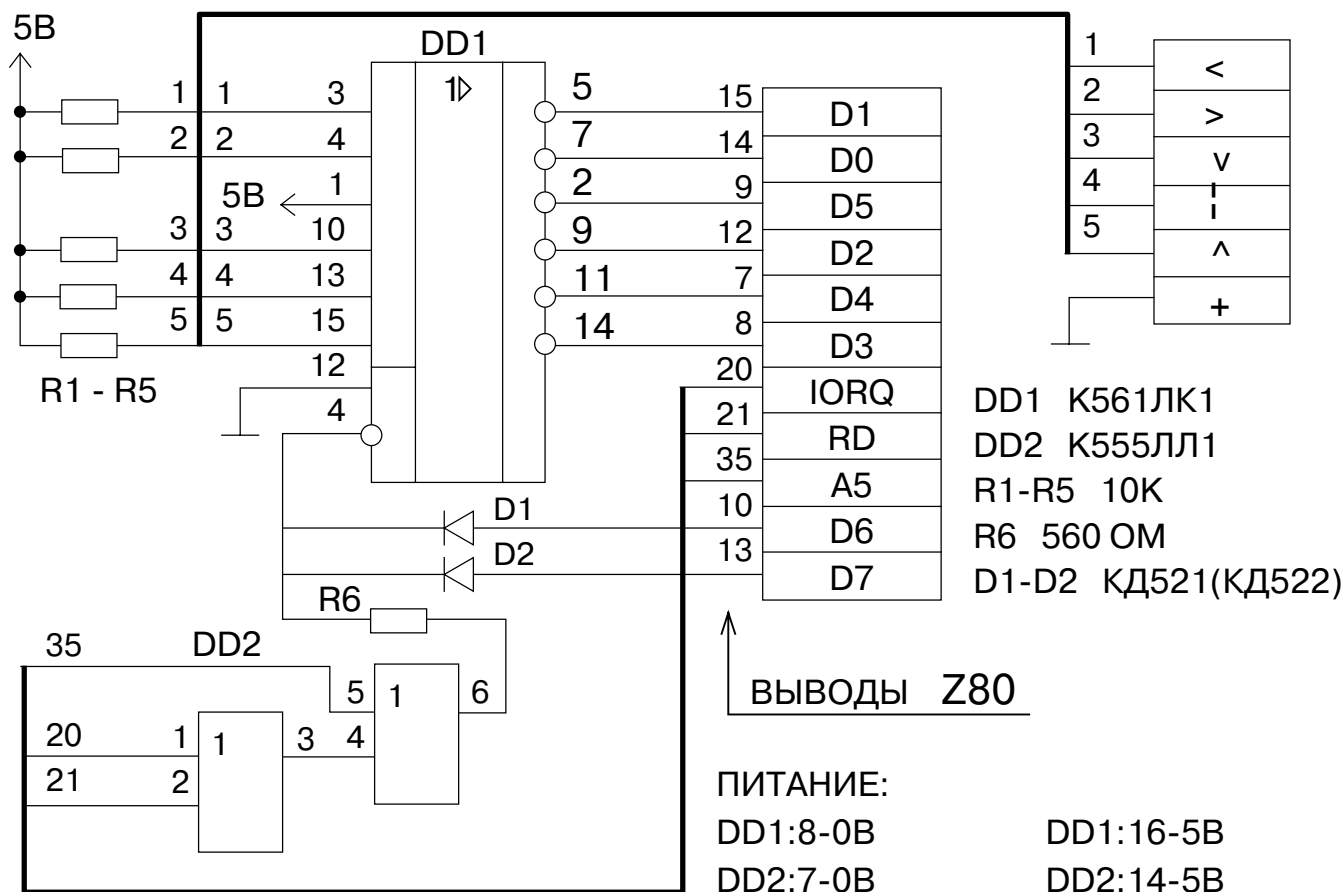 5В
DD1
1
1 1 3 5 15 D1
2 2 4 7 14 D0
5В 1 2 9 D5
3 3 10 9 12 D2
4 4 13 11 7 D4
5 5 15 14 8 D3
12 20 IORQ
4 21 RD
35 A5
D1 10 D6
D2 13 D7
R1 - R5
1 <
2 >
3 v
4 ¦
5 ^
+
DD1 К561ЛК1
DD2 К555ЛЛ1
R1-R5 10К
R6 560 ОМ
D1-D2 КД521(КД522)
R6
35 DD2
5 1 6
20 1 1 3 4
21 2
ВЫВОДЫ Z80
ПИТАНИЕ:
DD1:8-0В DD1:16-5В
DD2:7-0В DD2:14-5В